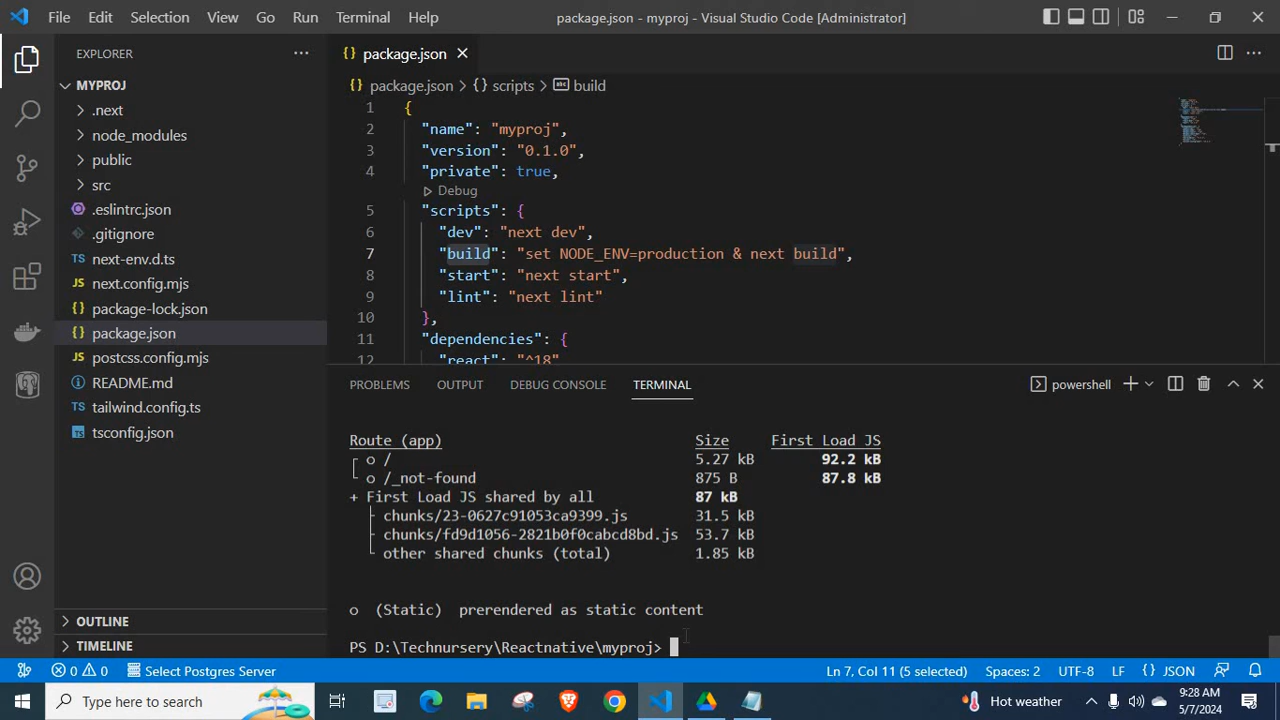 File Edit Selection View Go Run Terminal Help
package.json - myproj - Visual Studio Code [Administrator]
EXPLORER
MYPROJ
.next
node_modules
public
src
.eslintrc.json
.gitignore
next-env.d.ts
next.config.mjs
package-lock.json
package.json
postcss.config.mjs
README.md
tailwind.config.ts
tsconfig.json
OUTLINE
TIMELINE
package.json
package.json > {} scripts > build
1 {
2 "name": "myproj",
3 "version": "0.1.0",
4 "private": true,
Debug
5 "scripts": {
6 "dev": "next dev",
7 "build": "set NODE_ENV=production & next build",
8 "start": "next start",
9 "lint": "next lint"
10 },
11 "dependencies": {
12 "react": "^18"
PROBLEMS OUTPUT DEBUG CONSOLE TERMINAL
powershell
Route (app) Size First Load JS
┌ o / 5.27 kB 92.2 kB
└ o /_not-found 875 B 87.8 kB
+ First Load JS shared by all 87 kB
├ chunks/23-0627c91053ca9399.js 31.5 kB
├ chunks/fd9d1056-2821b0f0cabcd8bd.js 53.7 kB
└ other shared chunks (total) 1.85 kB
o (Static) prerendered as static content
PS D:\Technursery\Reactnative\myproj>
0 0 Select Postgres Server
Ln 7, Col 11 (5 selected) Spaces: 2 UTF-8 LF {} JSON
Type here to search
Hot weather
9:28 AM
5/7/2024